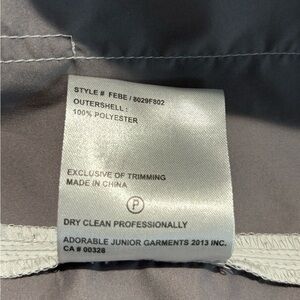 STYLE # FEBE / 8029F802
OUTERSHELL :
100% POLYESTER
EXCLUSIVE OF TRIMMING
MADE IN CHINA
P
DRY CLEAN PROFESSIONALLY
ADORABLE JUNIOR GARMENTS 2013 INC.
CA # 00326